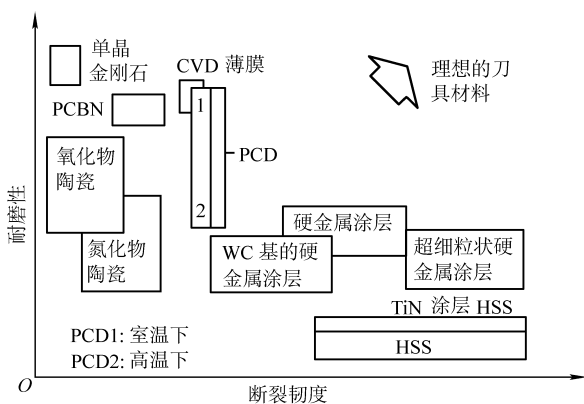 单晶
金刚石
CVD 薄膜
理想的刀
具材料
PCBN
1
PCD
氧化物
陶瓷
2
耐磨性
硬金属涂层
氮化物
陶瓷
WC 基的硬
金属涂层
超细粒状硬
金属涂层
TiN 涂层 HSS
PCD1: 室温下
HSS
PCD2: 高温下
O
断裂韧度